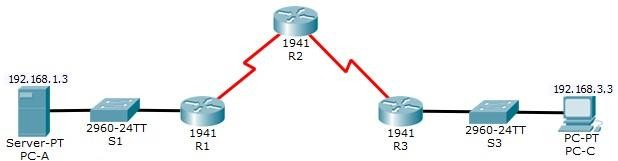 1941
R2
192.168.1.3
Server-PT
PC-A
2960-24TT
S1
1941
R1
1941
R3
2960-24TT
S3
192.168.3.3
PC-PT
PC-C